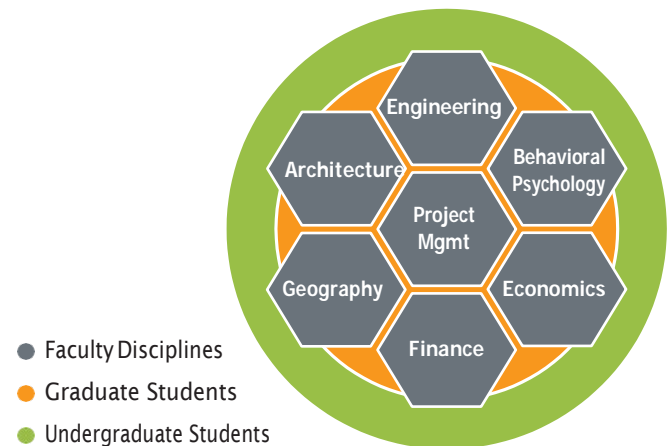 Engineering
Architecture
Behavioral
Psychology
Project
Mgmt
Geography
Economics
Finance
Faculty Disciplines
Graduate Students
Undergraduate Students